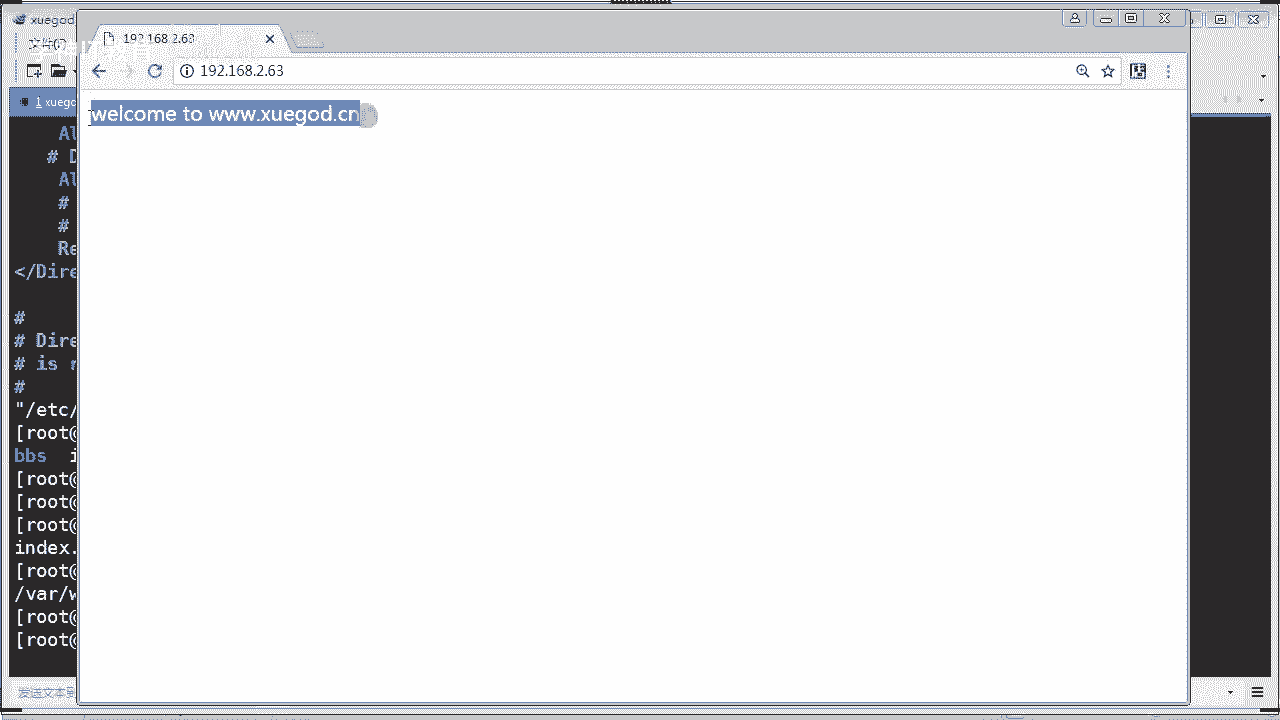 xuegod
文件(F)
192.168.2.63
192.168.2.63
1 xuego
welcome to www.xuegod.cn
Al
# D
Al
#
#
Re
</Dire
#
# Dire
# is r
#
"/etc/
[root@
bbs i
[root@
[root@
[root@
index.
[root@
/var/w
[root@
[root@
发送文本到